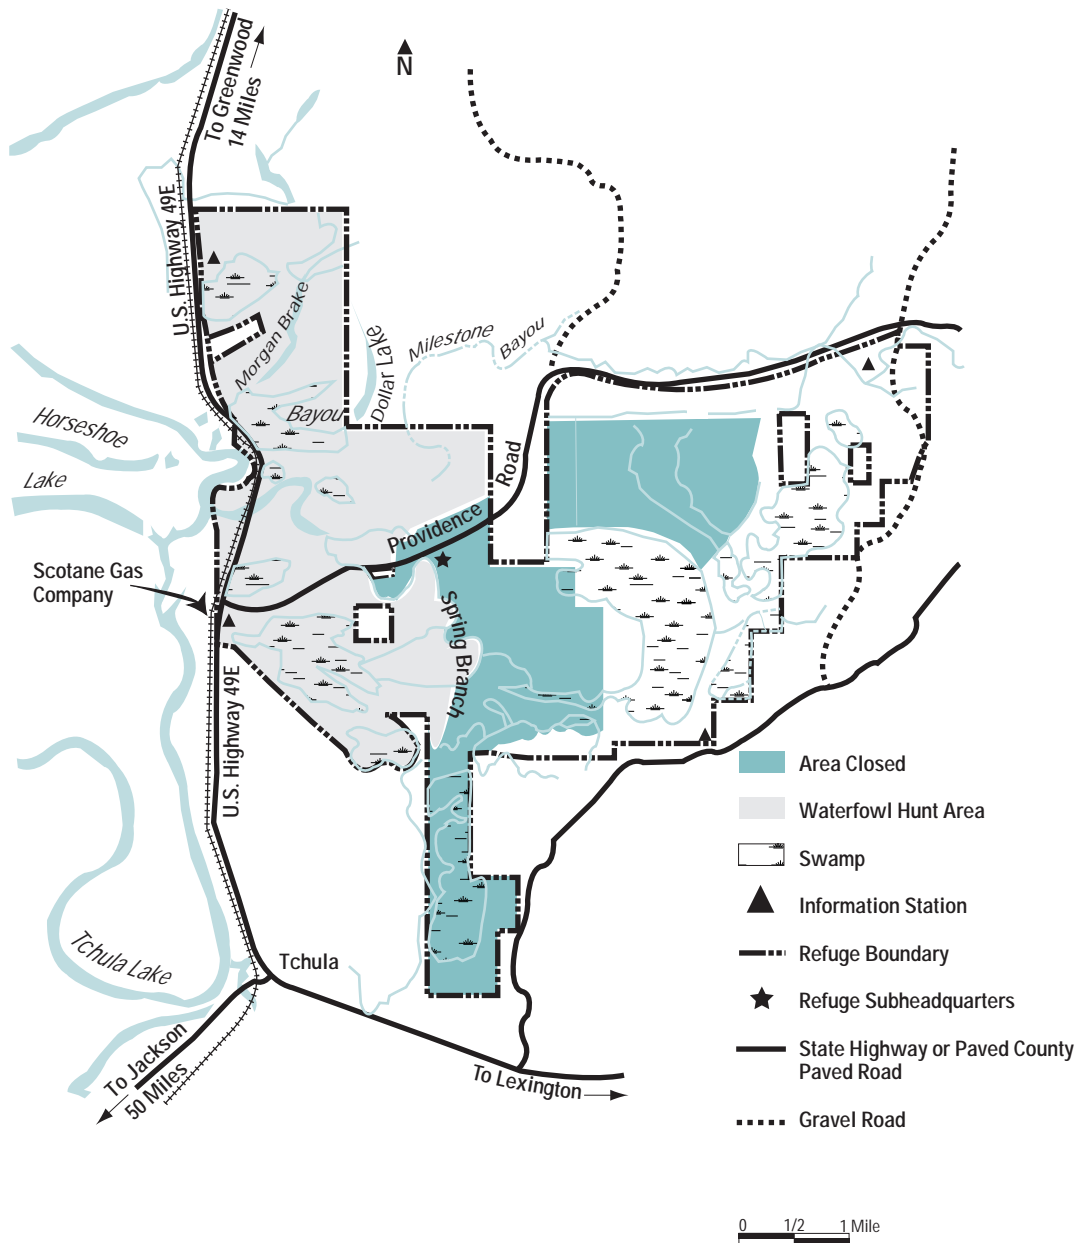 To Greenwood
14 Miles
N
U.S. Highway 49E
Morgan Brake
Dollar Lake
Milestone
Bayou
Bayou
Horseshoe
Lake
Road
Providence
Scotane Gas
Company
Spring Branch
U.S. Highway 49E
Tchula Lake
Tchula
To Jackson
50 Miles
To Lexington
Area Closed
Waterfowl Hunt Area
Swamp
Information Station
Refuge Boundary
Refuge Subheadquarters
State Highway or Paved County
Paved Road
Gravel Road
0 1/2 1 Mile